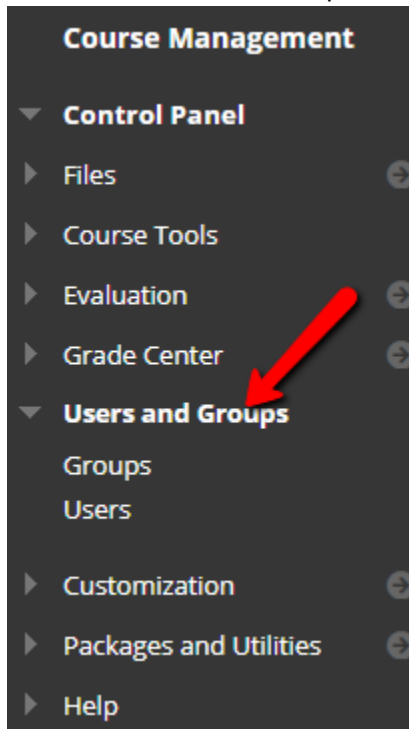 Course Management
Control Panel
Files
Course Tools
Evaluation
Grade Center
Users and Groups
Groups
Users
Customization
Packages and Utilities
Help